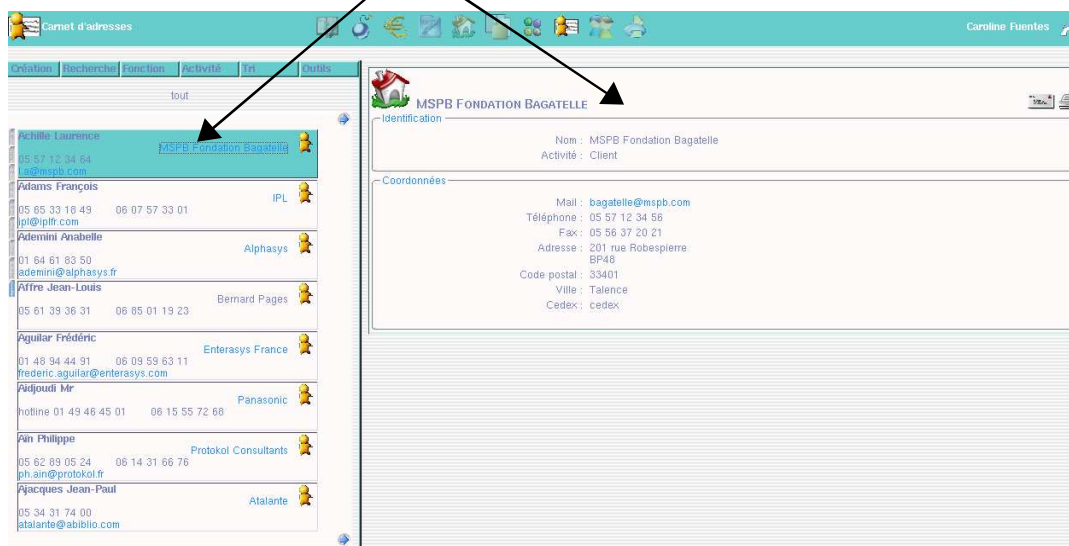 Carnet d'adresses
Caroline Fuentes
Création Recherche Fonction Activité Tri Outils
tout
Achille Laurence
MSPB Fondation Bagatelle
05 57 12 34 64
l.a@mspb.com
Adams François
IPL
05 65 33 16 49 06 07 57 33 01
ipl@iplfr.com
Ademini Anabelle
Alphasys
01 64 61 83 50
ademini@alphasys.fr
Affre Jean-Louis
Bernard Pages
05 61 39 36 31 06 85 01 19 23
Aguilar Frédéric
Enterasys France
01 48 94 44 91 06 09 59 63 11
frederic.aguilar@enterasys.com
Aidjoudi Mr
Panasonic
hotline 01 49 46 45 01 06 15 55 72 68
Ain Philippe
Protokol Consultants
05 62 89 05 24 06 14 31 66 76
ph.ain@protokol.fr
Ajacques Jean-Paul
Atalante
05 34 31 74 00
atalante@abiblio.com
MSPB FONDATION BAGATELLE
Identification
Nom : MSPB Fondation Bagatelle
Activité : Client
Coordonnées
Mail : bagatelle@mspb.com
Téléphone : 05 57 12 34 56
Fax : 05 56 37 20 21
Adresse : 201 rue Robespierre
BP48
Code postal : 33401
Ville : Talence
Cedex : cedex